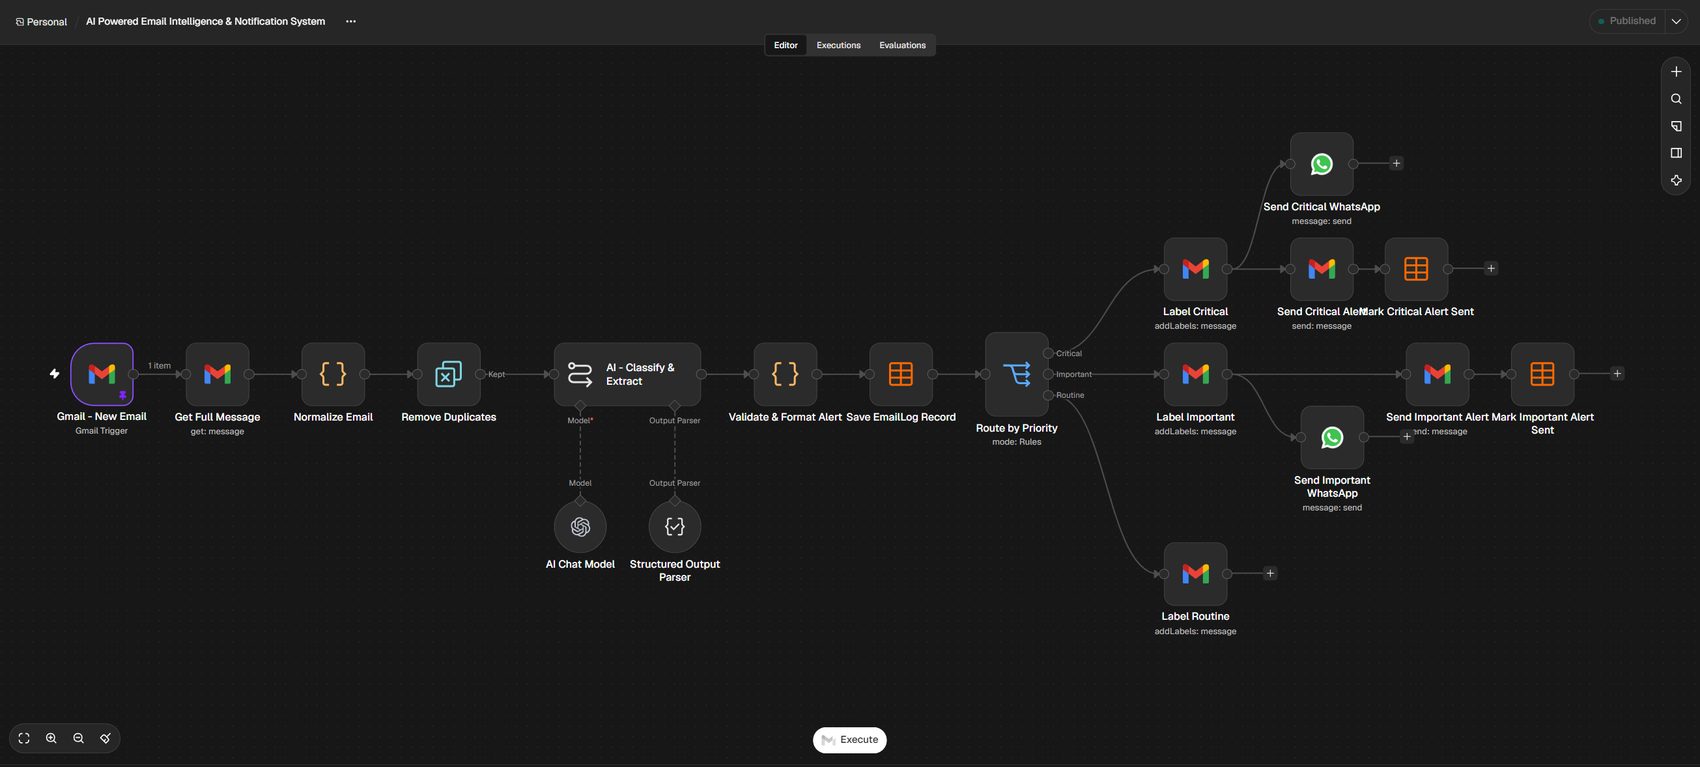 Personal / AI Powered Email Intelligence & Notification System ...
Published
Editor Executions Evaluations
Send Critical WhatsApp
message: send
Label Critical
addLabels: message
Send Critical Alert
send: message
Mark Critical Alert Sent
1 item
Gmail - New Email
Gmail Trigger
Get Full Message
get: message
Normalize Email
Remove Duplicates
Kept
AI - Classify &
Extract
Model*
Output Parser
Model
Output Parser
AI Chat Model
Structured Output
Parser
Validate & Format Alert
Save EmailLog Record
Route by Priority
mode: Rules
Critical
Important
Routine
Label Important
addLabels: message
Send Important Alert
send: message
Mark Important Alert
Sent
Send Important
WhatsApp
message: send
Label Routine
addLabels: message
Execute